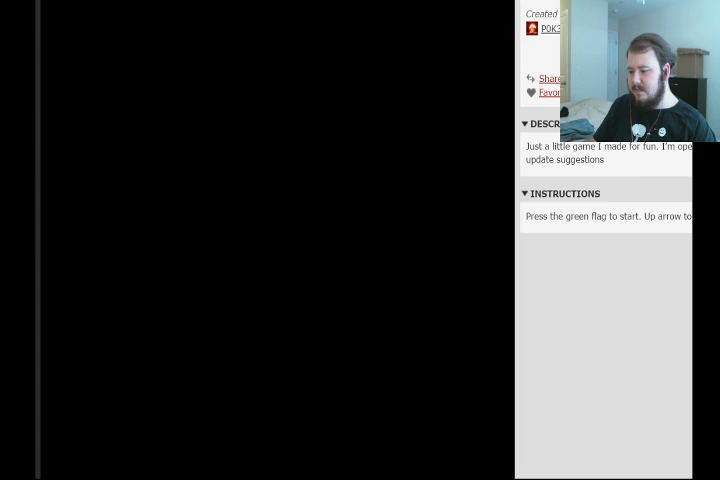 Created
P0K3
Share
Favor
DESCR
Just a little game I made for fun. I'm ope
update suggestions
INSTRUCTIONS
Press the green flag to start. Up arrow to